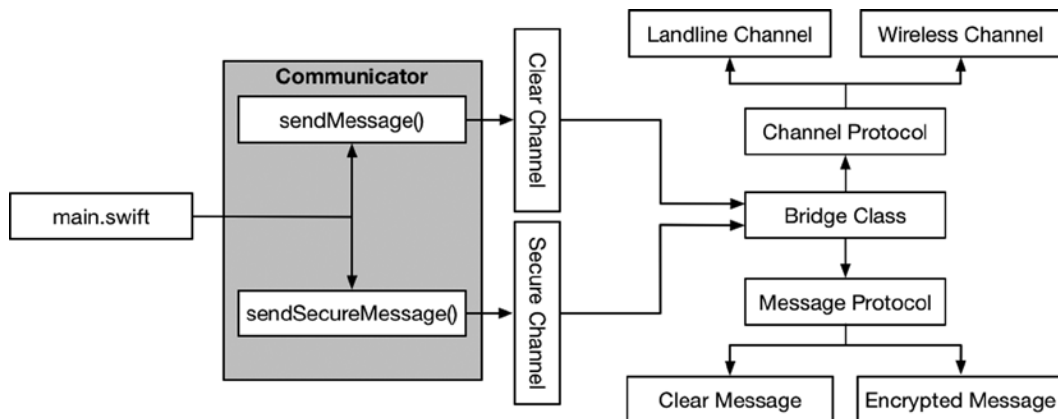 Landline Channel
Wireless Channel
Communicator
sendMessage()
Clear Channel
Channel Protocol
main.swift
Bridge Class
sendSecureMessage()
Secure Channel
Message Protocol
Clear Message
Encrypted Message